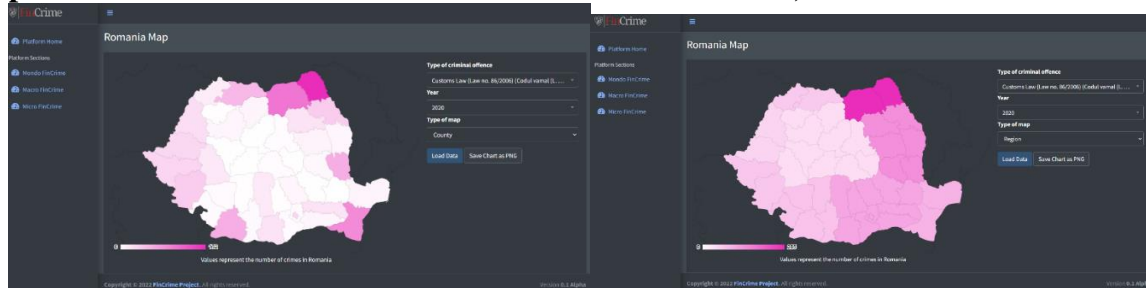 FinCrime
Platform Home
Platform Sections
Mondo FinCrime
Macro FinCrime
Micro FinCrime
Romania Map
Type of criminal offence
Customs Law (Law no. 86/2006) (Codul vamal (L. ...
Year
2020
Type of map
County
Load Data Save Chart as PNG
0
Values represent the number of crimes in Romania
Copyright © 2022 FinCrime Project. All rights reserved.
Version 0.1 Alpha
FinCrime
Platform Home
Platform Sections
Mondo FinCrime
Macro FinCrime
Micro FinCrime
Romania Map
Type of criminal offence
Customs Law (Law no. 86/2006) (Codul vamal (L. ...
Year
2020
Type of map
Region
Load Data Save Chart as PNG
Values represent the number of crimes in Romania
Copyright © 2022 FinCrime Project. All rights reserved.
Version 0.1 Alpha